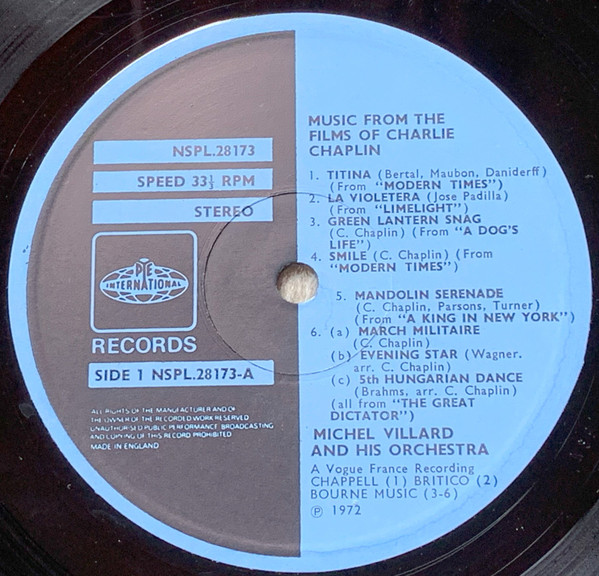 NSPL.28173
SPEED 33⅓ RPM
STEREO
PYE
INTERNATIONAL
RECORDS
SIDE 1 NSPL.28173-A
ALL RIGHTS OF THE MANUFACTURER AND OF
THE OWNER OF THE RECORDED WORK RESERVED
UNAUTHORISED PUBLIC PERFORMANCE BROADCASTING
AND COPYING OF THIS RECORD PROHIBITED
MADE IN ENGLAND
MUSIC FROM THE
FILMS OF CHARLIE
CHAPLIN
1. TITINA (Bertal, Maubon, Daniderff)
(From "MODERN TIMES")
2. LA VIOLETERA (Jose Padilla)
(From "LIMELIGHT")
3. GREEN LANTERN SNAG
(C. Chaplin) (From "A DOG'S
LIFE")
4. SMILE (C. Chaplin) (From
"MODERN TIMES")
5. MANDOLIN SERENADE
(C. Chaplin, Parsons, Turner)
(From "A KING IN NEW YORK")
6. (a) MARCH MILITAIRE
(C. Chaplin)
(b) EVENING STAR (Wagner.
arr. C. Chaplin)
(c) 5th HUNGARIAN DANCE
(Brahms, arr. C. Chaplin)
(all from "THE GREAT
DICTATOR")
MICHEL VILLARD
AND HIS ORCHESTRA
A Vogue France Recording
CHAPPELL (1) BRITICO (2)
BOURNE MUSIC (3-6)
℗ 1972